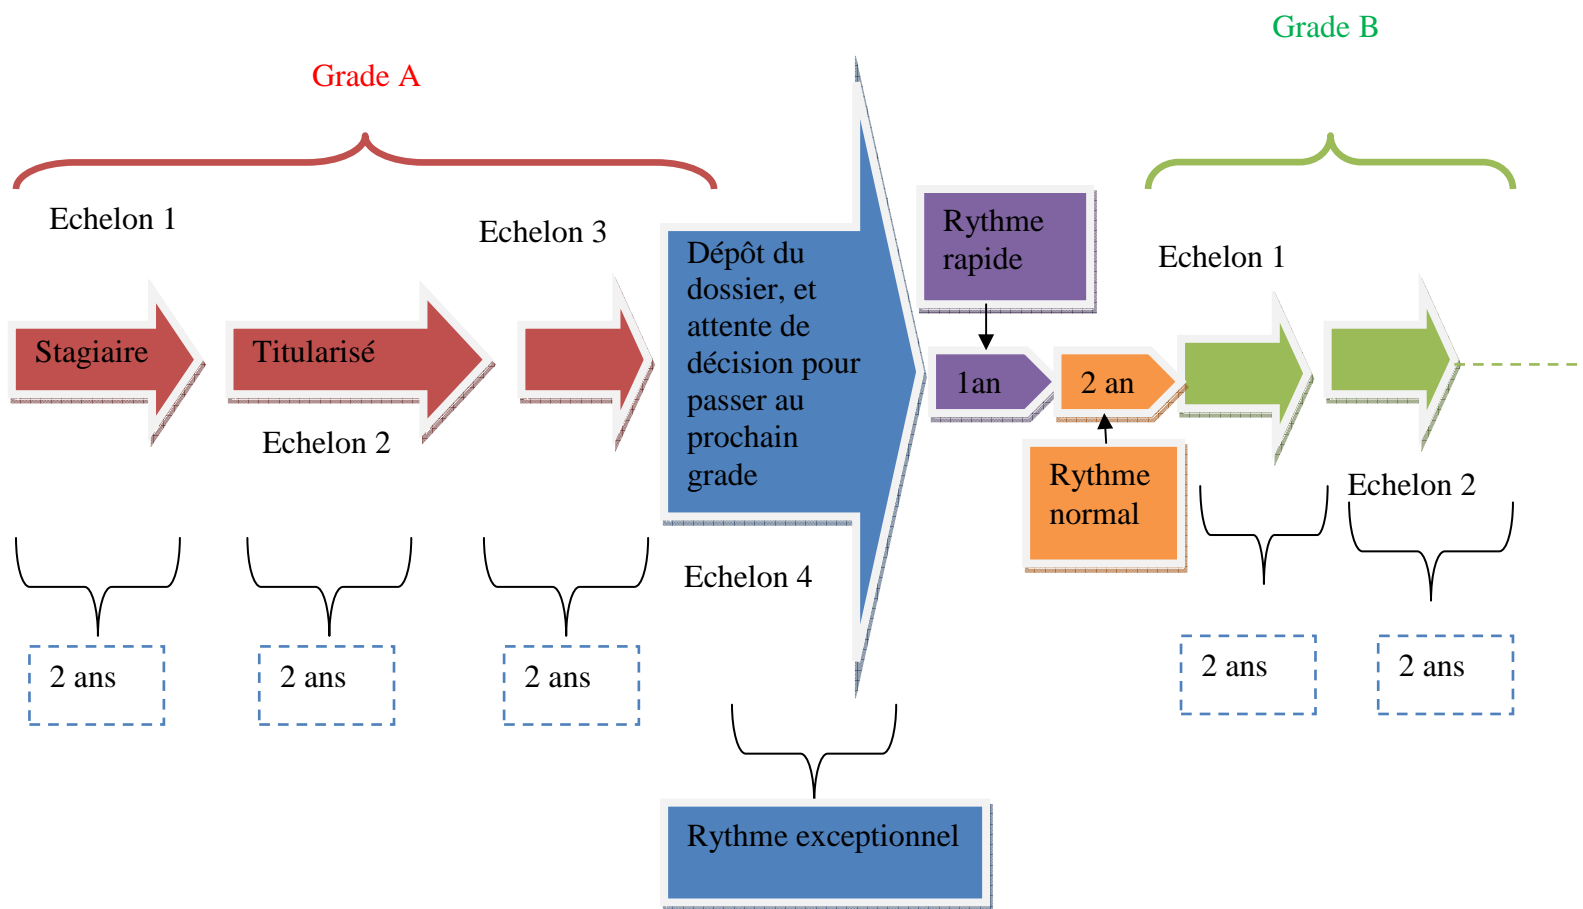 Grade A
Grade B
Echelon 1
Echelon 3
Stagiaire
Titularisé
Echelon 2
Dépôt du
dossier, et
attente de
décision pour
passer au
prochain
grade
Echelon 4
Rythme
rapide
1an
2 an
Rythme
normal
Echelon 1
Echelon 2
2 ans
2 ans
2 ans
2 ans
2 ans
Rythme exceptionnel